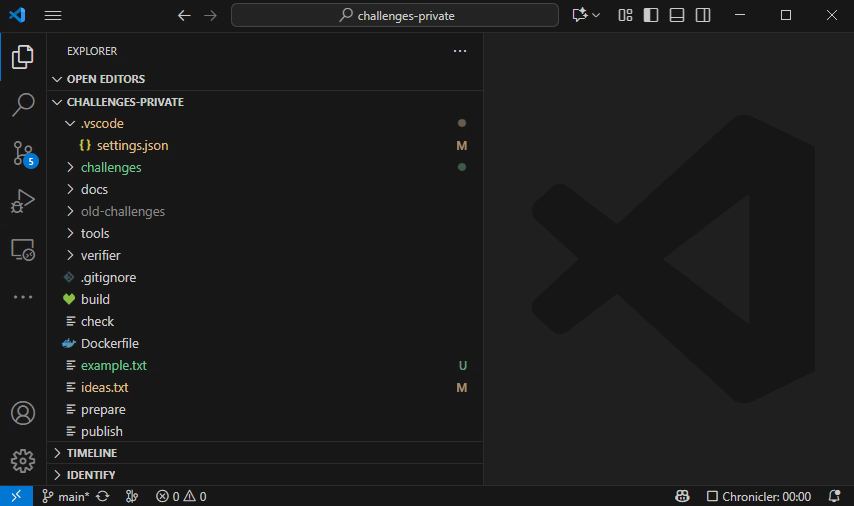 challenges-private
EXPLORER
OPEN EDITORS
CHALLENGES-PRIVATE
.vscode
{} settings.json M
challenges
docs
old-challenges
tools
verifier
.gitignore
build
check
Dockerfile
example.txt U
ideas.txt M
prepare
publish
TIMELINE
IDENTIFY
5
main* 0 0 Chronicler: 00:00